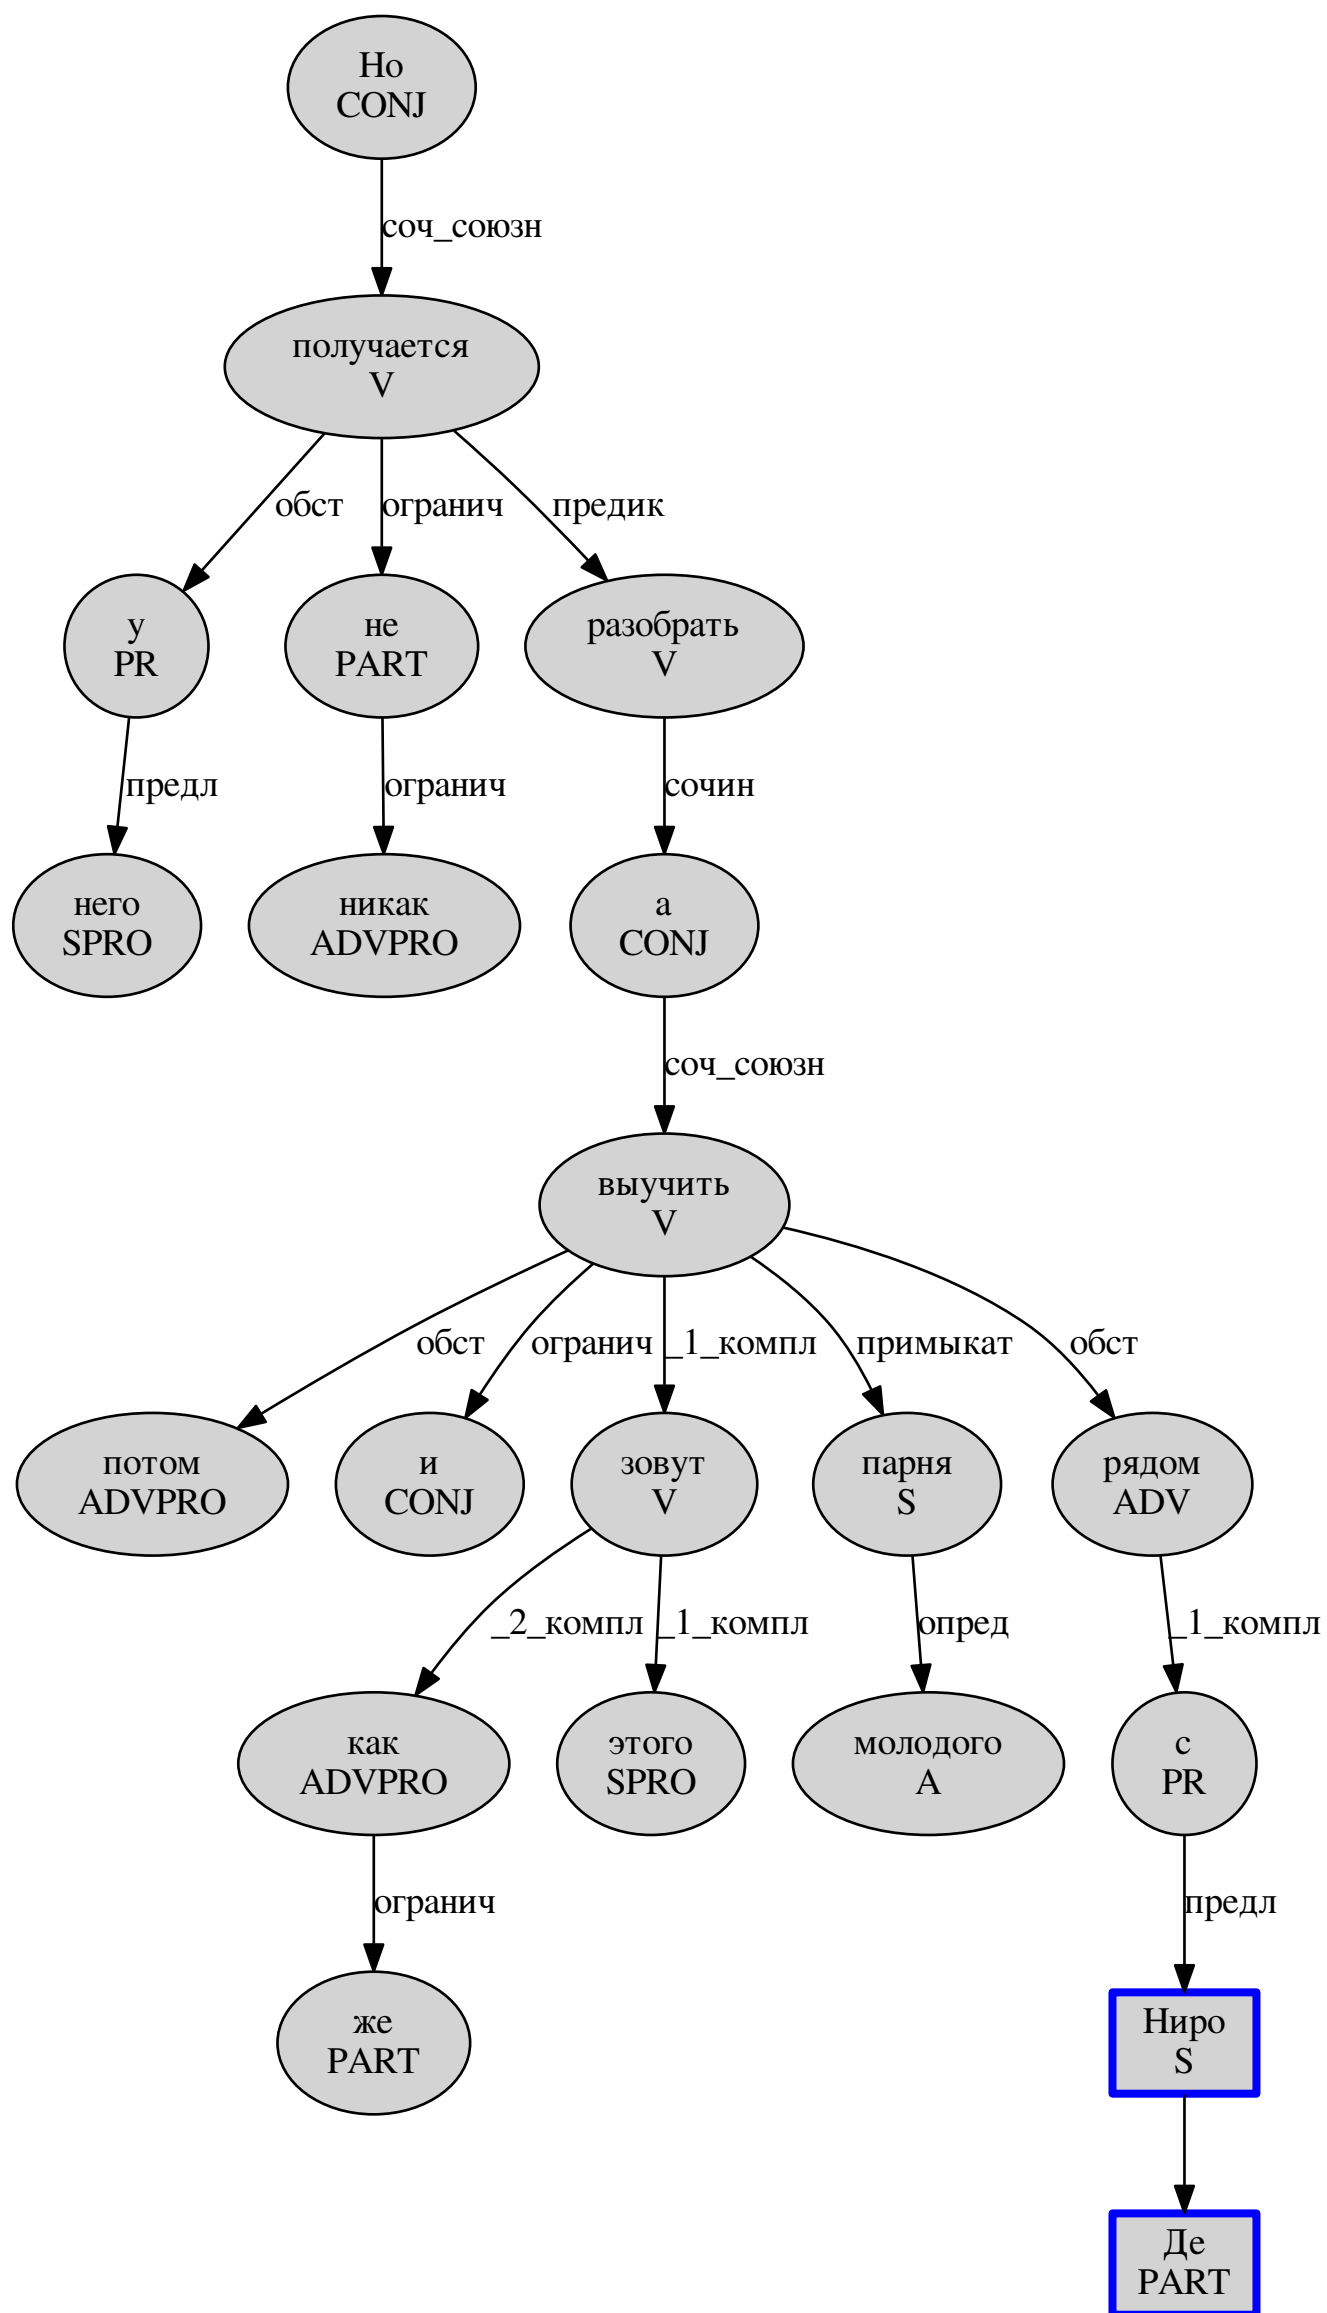 Но
CONJ
соч_союзн
получается
V
обст
огранич
предик
у
PR
не
PART
разобрать
V
предл
огранич
сочин
него
SPRO
никак
ADVPRO
а
CONJ
соч_союзн
выучить
V
обст
огранич
_1_компл
примыкат
обст
потом
ADVPRO
и
CONJ
зовут
V
парня
S
рядом
ADV
_2_компл
_1_компл
опред
_1_компл
как
ADVPRO
этого
SPRO
молодого
A
с
PR
огранич
предл
же
PART
Ниро
S
Де
PART